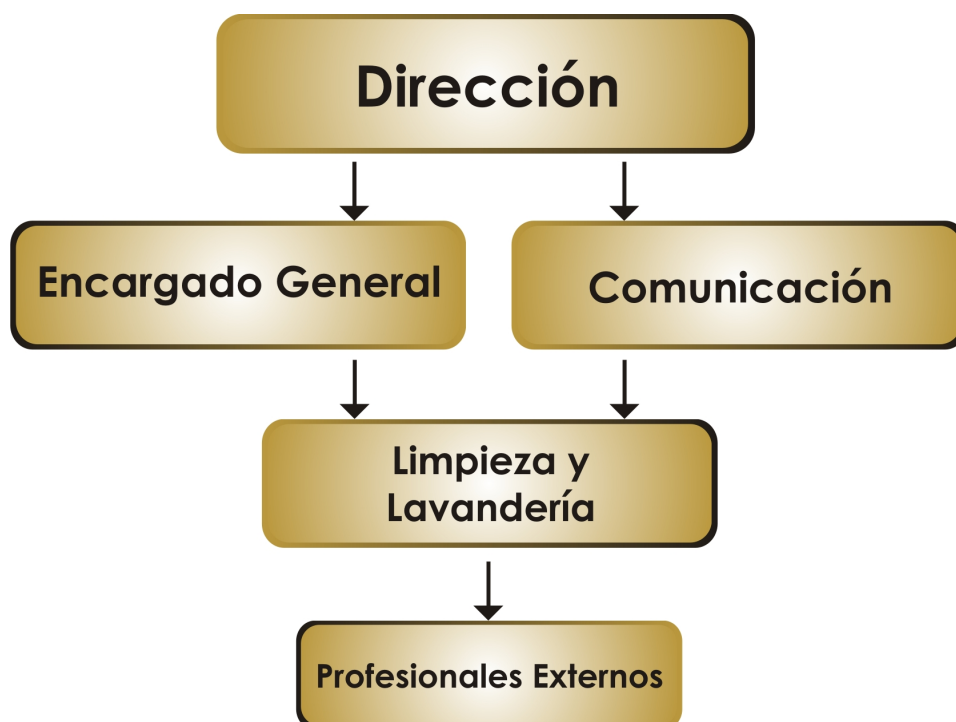 Dirección
Encargado General
Comunicación
Limpieza y
Lavandería
Profesionales Externos